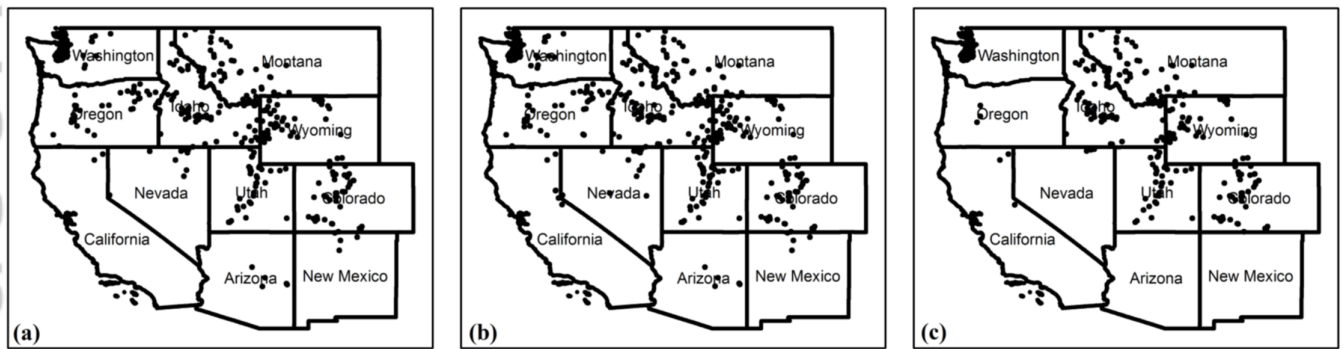 Washington
Montana
Oregon
Idaho
Wyoming
Nevada
Utah
Colorado
California
Arizona
New Mexico
(a)
Washington
Montana
Oregon
Idaho
Wyoming
Nevada
Utah
Colorado
California
Arizona
New Mexico
(b)
Washington
Montana
Oregon
Idaho
Wyoming
Nevada
Utah
Colorado
California
Arizona
New Mexico
(c)